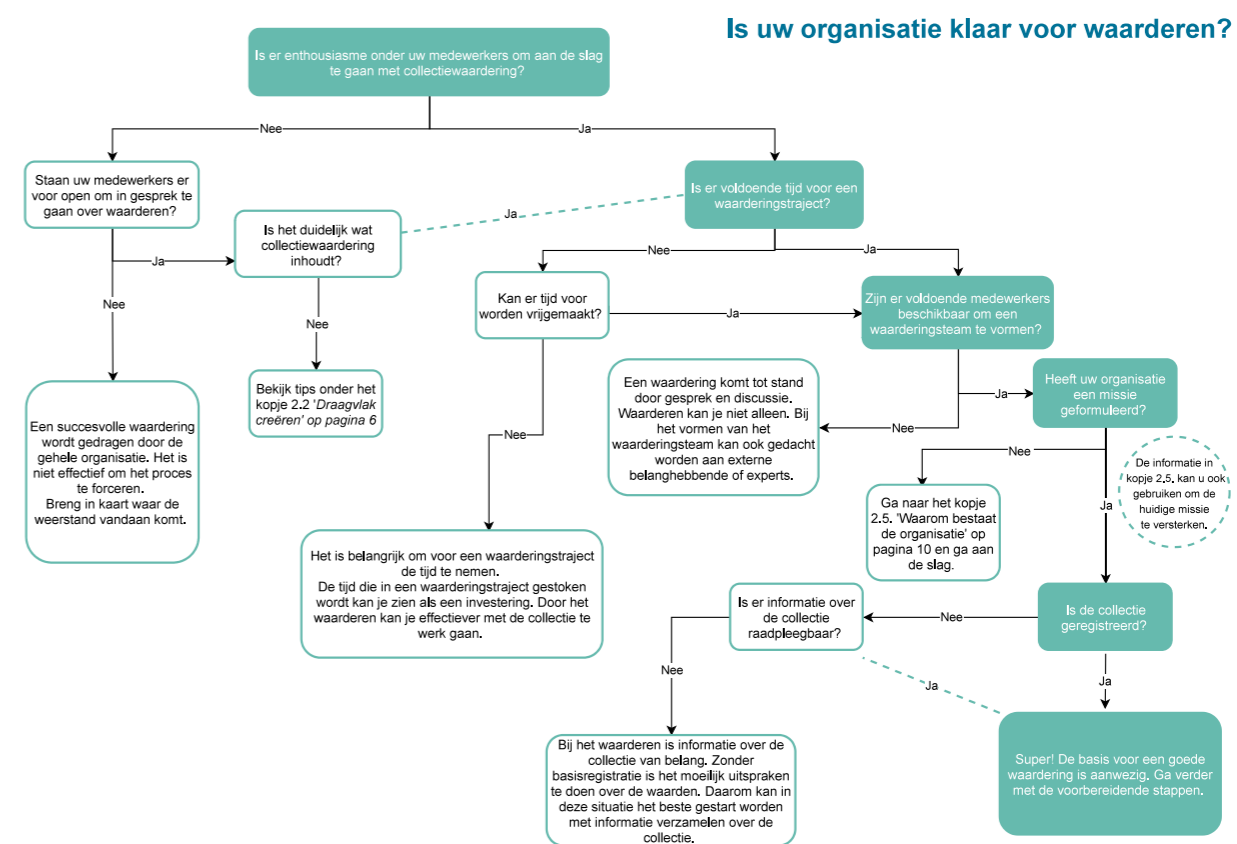 Is uw organisatie klaar voor waarderen?
Is er enthousiasme onder uw medewerkers om aan de slag
te gaan met collectiewaardering?
Nee
Ja
Staan uw medewerkers er
voor open om in gesprek te
gaan over waarderen?
Is er voldoende tijd voor een
waarderingstraject?
Ja
Is het duidelijk wat
collectiewaardering
inhoudt?
Ja
Nee
Ja
Nee
Kan er tijd voor
worden vrijgemaakt?
Ja
Zijn er voldoende medewerkers
beschikbaar om een
waarderingsteam te vormen?
Nee
Bekijk tips onder het
kopje 2.2 'Draagvlak
creëren' op pagina 6
Een succesvolle waardering
wordt gedragen door de
gehele organisatie. Het is
niet effectief om het proces
te forceren.
Breng in kaart waar de
weerstand vandaan komt.
Nee
Een waardering komt tot stand
door gesprek en discussie.
Waarderen kan je niet alleen. Bij
het vormen van het
waarderingsteam kan ook gedacht
worden aan externe
belanghebbende of experts.
Nee
Ja
Heeft uw organisatie
een missie
geformuleerd?
Nee
De informatie in
kopje 2.5. kan u ook
gebruiken om de
huidige missie
te versterken.
Ga naar het kopje
2.5. 'Waarom bestaat
de organisatie' op
pagina 10 en ga aan
de slag.
Ja
Het is belangrijk om voor een waarderingstraject
de tijd te nemen.
De tijd die in een waarderingstraject gestoken
wordt kan je zien als een investering. Door het
waarderen kan je effectiever met de collectie te
werk gaan.
Is er informatie over
de collectie
raadpleegbaar?
Nee
Is de collectie
geregistreerd?
Nee
Ja
Ja
Bij het waarderen is informatie over de
collectie van belang. Zonder
basisregistratie is het moeilijk uitspraken
te doen over de waarden. Daarom kan in
deze situatie het beste gestart worden
met informatie verzamelen over de
collectie.
Super! De basis voor een goede
waardering is aanwezig. Ga verder
met de voorbereidende stappen.